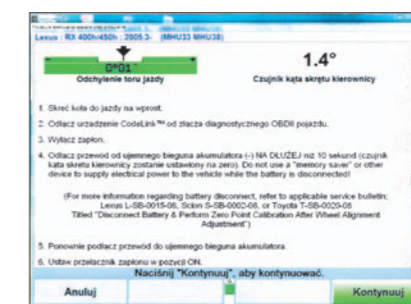 Lexus : RX 400h/450h : 2005.3- (MHU33 MHU38)
0°01'
1.4°
Odchylenie toru jazdy
Czujnik kąta skrętu kierownicy
1. Skręć koła do jazdy na wprost.
2. Odłącz urządzenie CodeLink™ od złącza diagnostycznego OBDII pojazdu.
3. Wyłącz zapłon.
4. Odłącz przewód od ujemnego bieguna akumulatora (-) NA DŁUŻEJ niż 10 sekund (czujnik
kąta skrętu kierownicy zostanie ustawiony na zero). Do not use a "memory saver" or other
device to supply electrical power to the vehicle while the battery is disconnected!
(For more information regarding battery disconnect, refer to applicable service bulletin:
Lexus L-SB-0015-08, Scion S-SB-0002-08, or Toyota T-SB-0029-08
Titled "Disconnect Battery & Perform Zero Point Calibration After Wheel Alignment
Adjustment")
5. Ponownie podłącz przewód do ujemnego bieguna akumulatora.
6. Ustaw przełącznik zapłonu w pozycji ON.
Naciśnij "Kontynuuj", aby kontynuować.
Anuluj
Kontynuuj